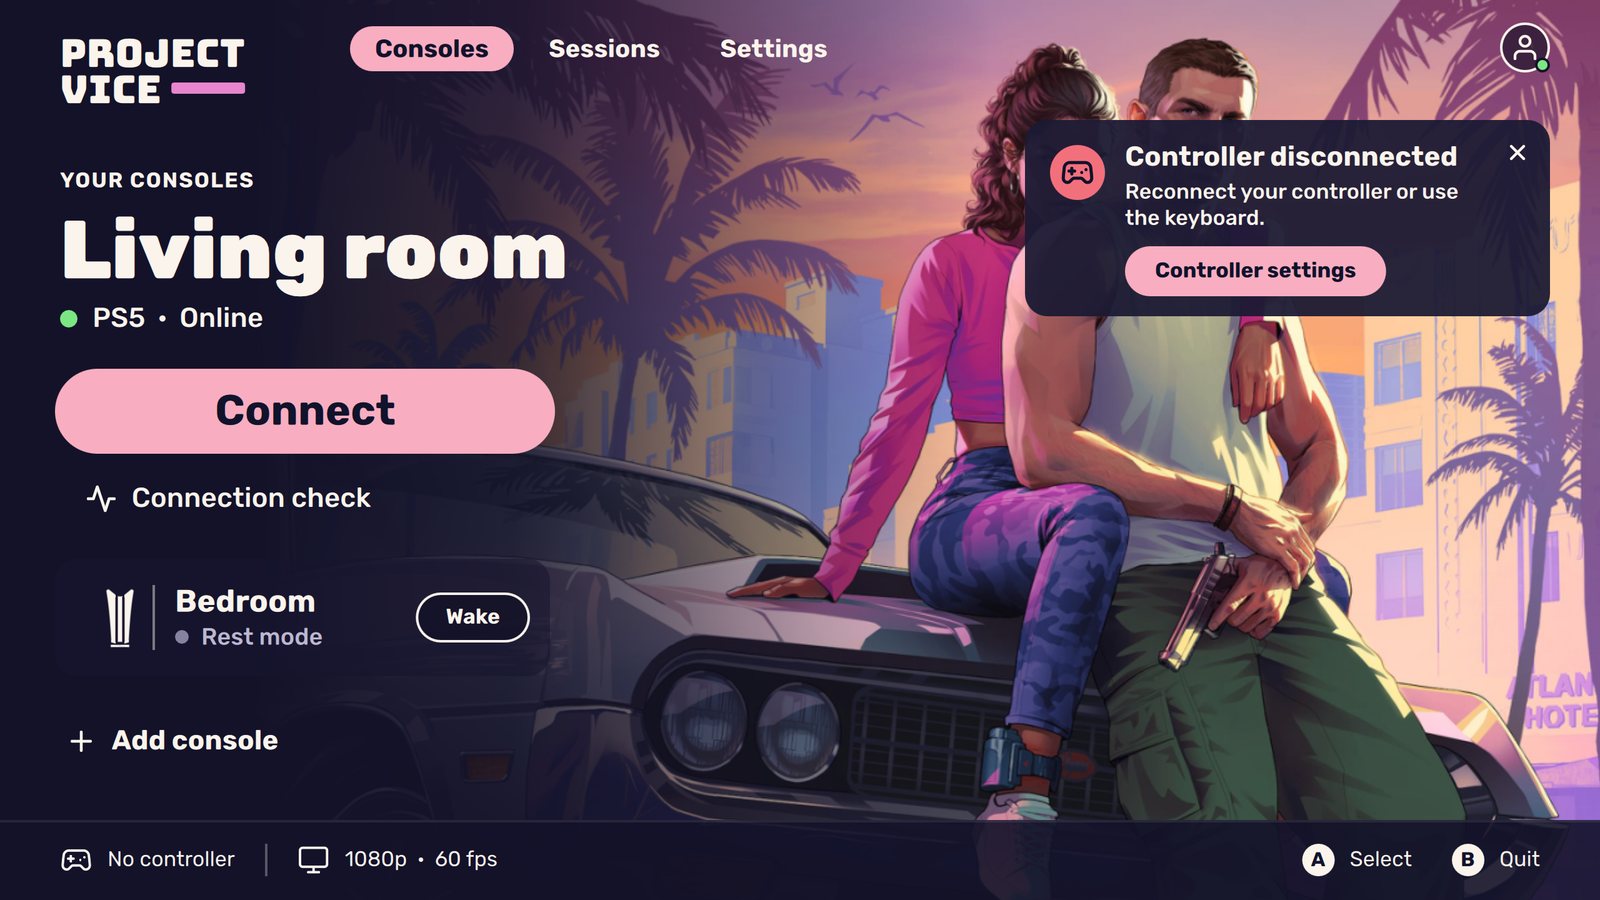 PROJECT
VICE
Consoles
Sessions
Settings
YOUR CONSOLES
Living room
PS5 • Online
Connect
Connection check
Bedroom
Rest mode
Wake
Add console
Controller disconnected
Reconnect your controller or use
the keyboard.
Controller settings
TLAN
HOTE
No controller
1080p • 60 fps
A Select
B Quit